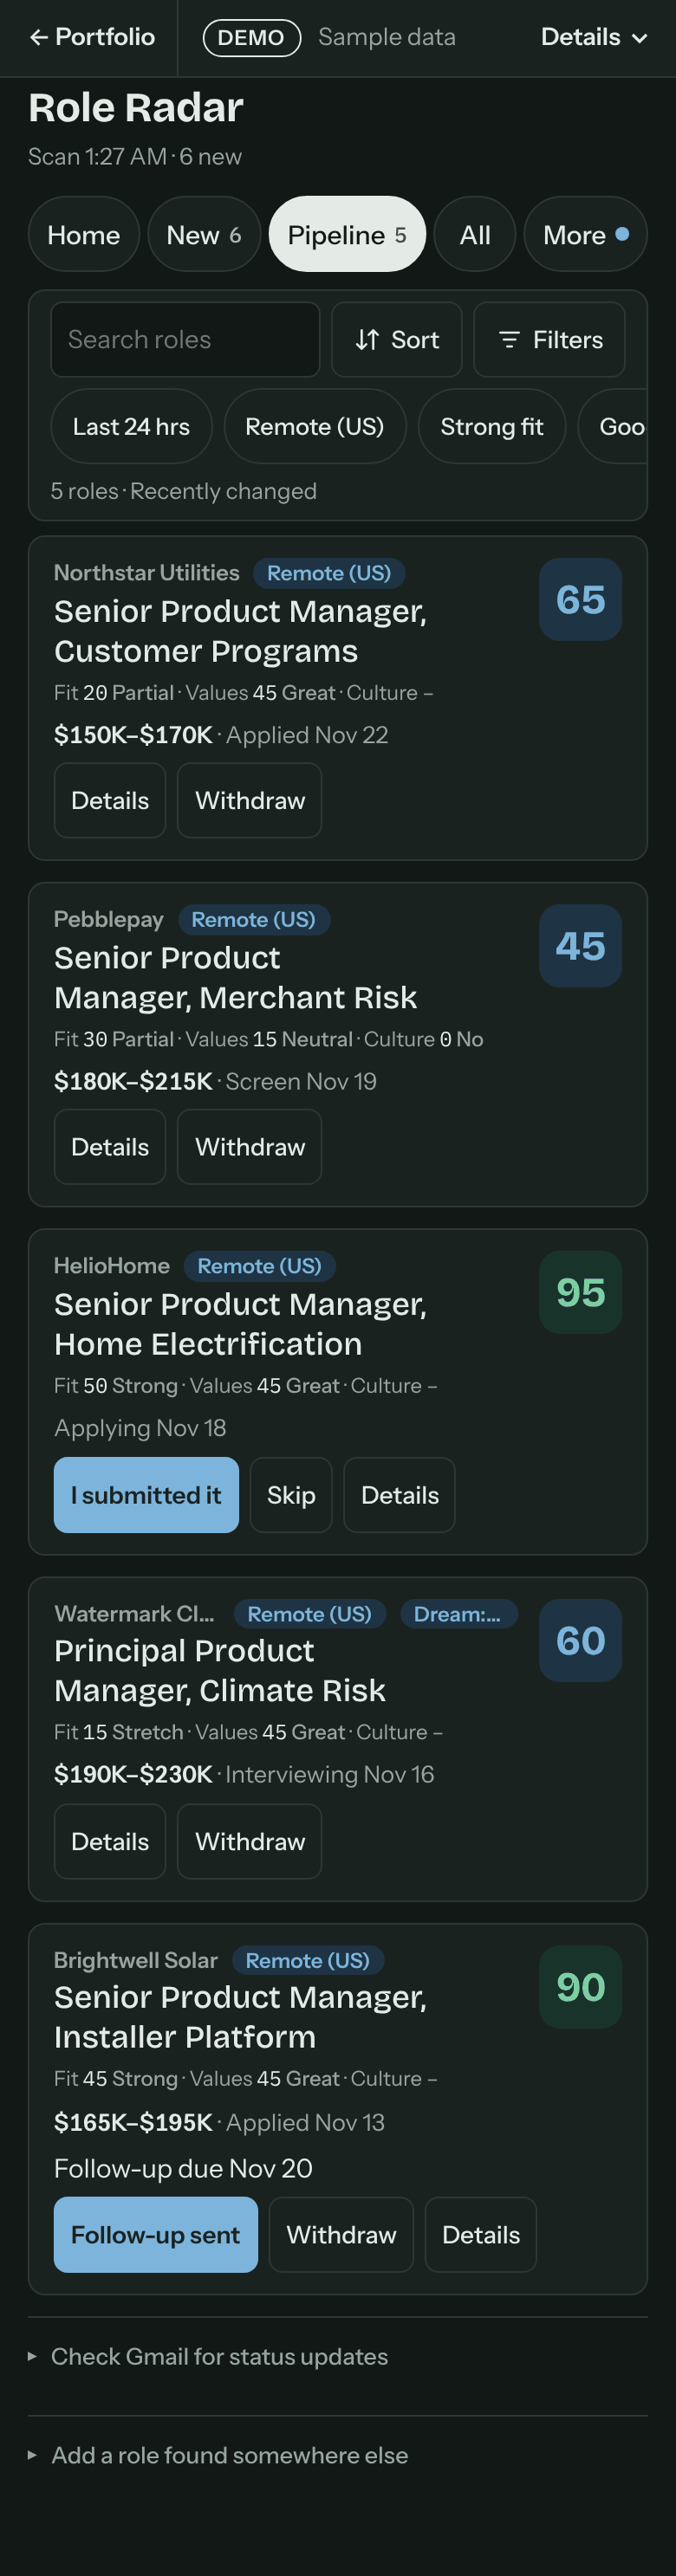 ← Portfolio DEMO Sample data Details
Role Radar
Scan 1:27 AM · 6 new
Home New 6 Pipeline 5 All More
Search roles Sort Filters
Last 24 hrs Remote (US) Strong fit Goo
5 roles · Recently changed
Northstar Utilities Remote (US) 65
Senior Product Manager,
Customer Programs
Fit 20 Partial · Values 45 Great · Culture –
$150K–$170K · Applied Nov 22
Details Withdraw
Pebblepay Remote (US) 45
Senior Product
Manager, Merchant Risk
Fit 30 Partial · Values 15 Neutral · Culture 0 No
$180K–$215K · Screen Nov 19
Details Withdraw
HelioHome Remote (US) 95
Senior Product Manager,
Home Electrification
Fit 50 Strong · Values 45 Great · Culture –
Applying Nov 18
I submitted it Skip Details
Watermark Cl... Remote (US) Dream:... 60
Principal Product
Manager, Climate Risk
Fit 15 Stretch · Values 45 Great · Culture –
$190K–$230K · Interviewing Nov 16
Details Withdraw
Brightwell Solar Remote (US) 90
Senior Product Manager,
Installer Platform
Fit 45 Strong · Values 45 Great · Culture –
$165K–$195K · Applied Nov 13
Follow-up due Nov 20
Follow-up sent Withdraw Details
Check Gmail for status updates
Add a role found somewhere else